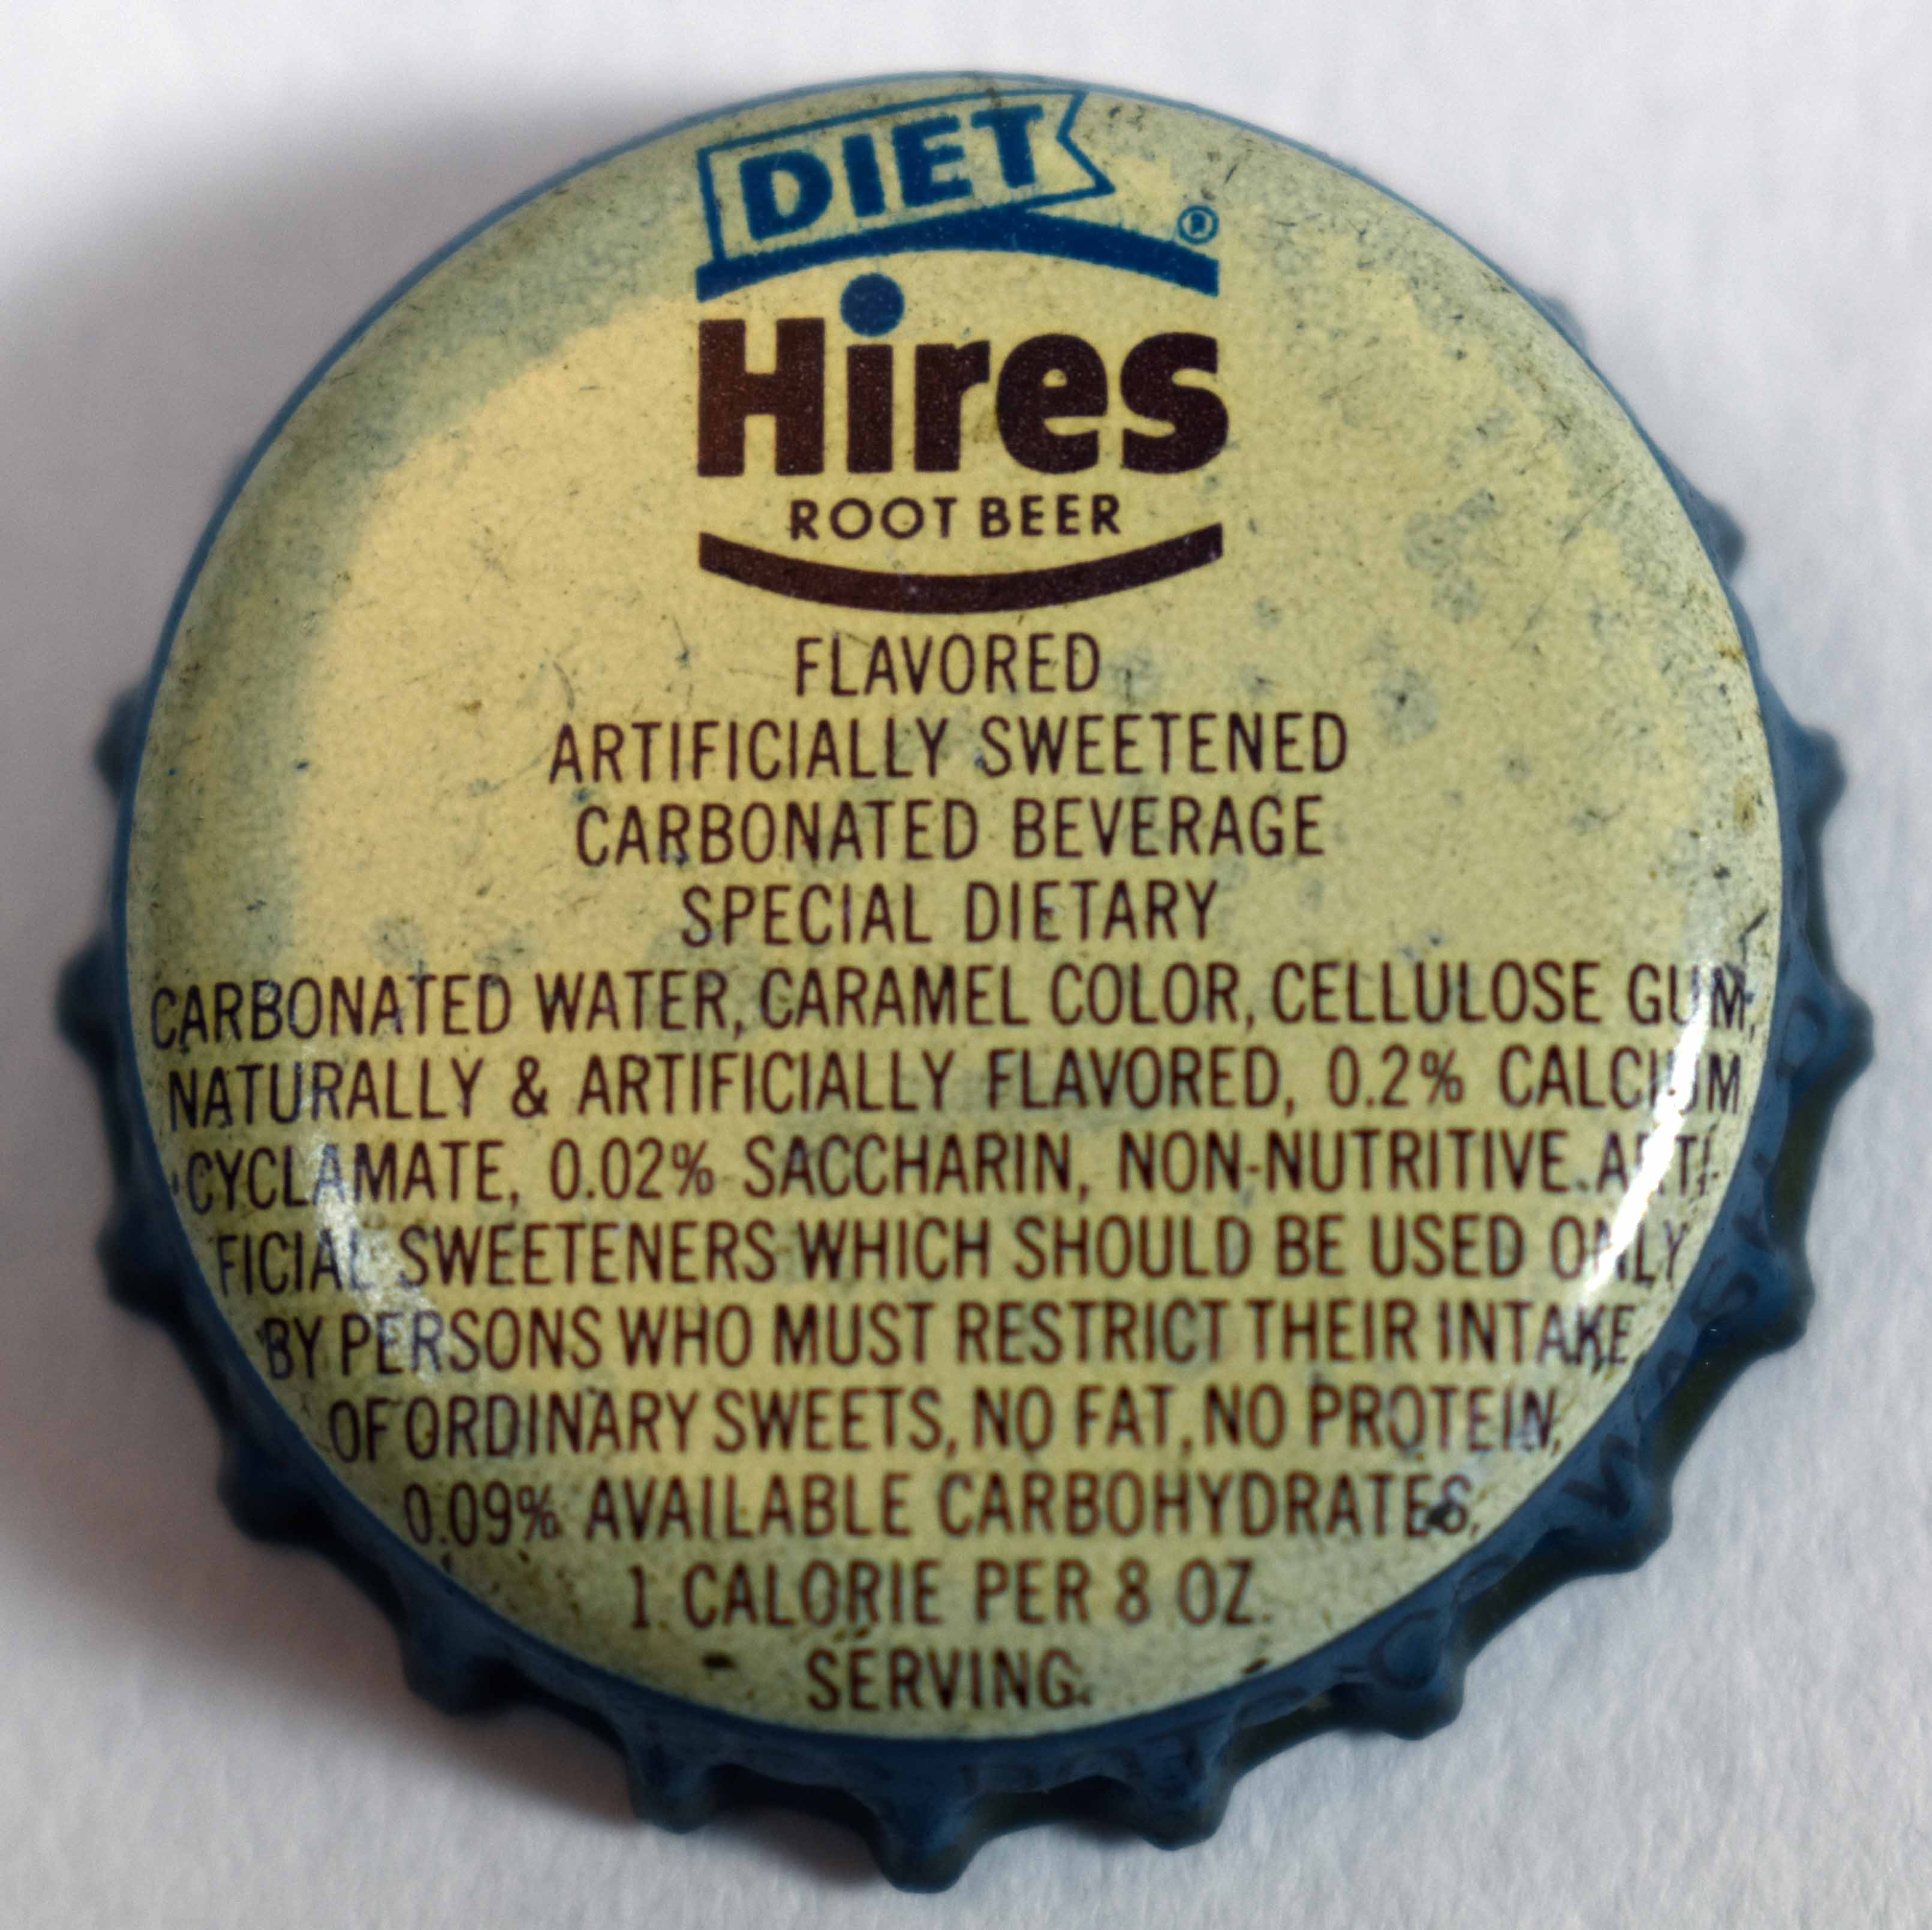 DIET
®
Hires
ROOT BEER
FLAVORED
ARTIFICIALLY SWEETENED
CARBONATED BEVERAGE
SPECIAL DIETARY
CARBONATED WATER, CARAMEL COLOR, CELLULOSE GUM,
NATURALLY & ARTIFICIALLY FLAVORED, 0.2% CALCIUM
CYCLAMATE, 0.02% SACCHARIN, NON-NUTRITIVE ARTI-
FICIAL SWEETENERS WHICH SHOULD BE USED ONLY
BY PERSONS WHO MUST RESTRICT THEIR INTAKE
OF ORDINARY SWEETS, NO FAT, NO PROTEIN,
0.09% AVAILABLE CARBOHYDRATES,
1 CALORIE PER 8 OZ.
SERVING.